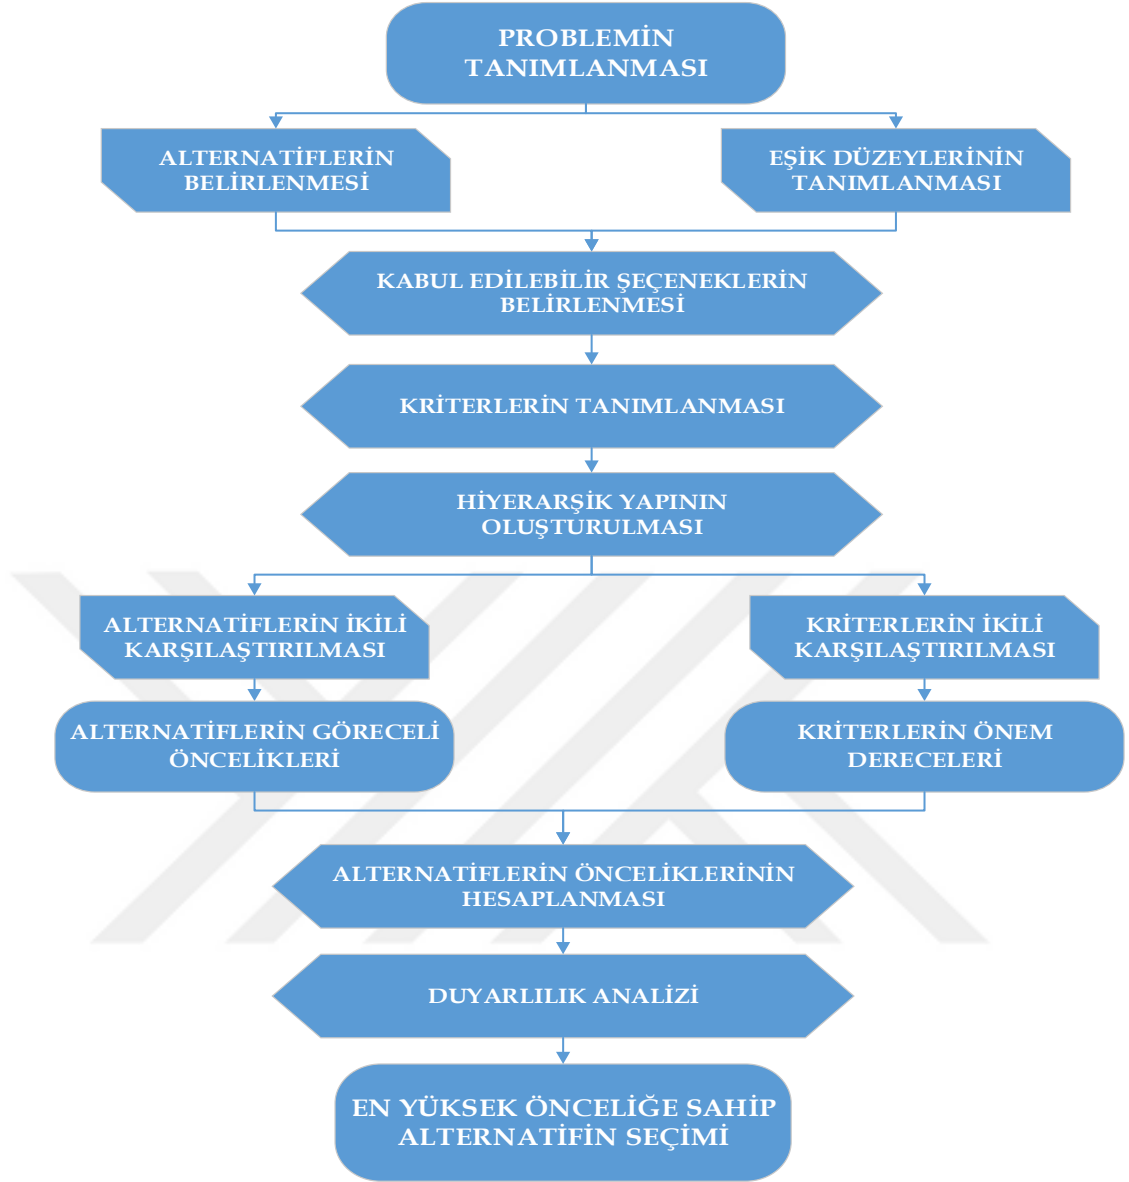 PROBLEMİN
TANIMLANMASI
ALTERNATİFLERİN
BELİRLENMESİ
EŞİK DÜZEYLERİNİN
TANIMLANMASI
KABUL EDİLEBİLİR ŞEÇENEKLERİN
BELİRLENMESİ
KRİTERLERİN TANIMLANMASI
HİYERARŞİK YAPININ
OLUŞTURULMASI
ALTERNATİFLERİN İKİLİ
KARŞILAŞTIRILMASI
KRİTERLERİN İKİLİ
KARŞILAŞTIRILMASI
ALTERNATİFLERİN GÖRECELİ
ÖNCELİKLERİ
KRİTERLERİN ÖNEM
DERECELERİ
ALTERNATİFLERİN ÖNCELİKLERİNİN
HESAPLANMASI
DUYARLILIK ANALİZİ
EN YÜKSEK ÖNCELİĞE SAHİP
ALTERNATİFİN SEÇİMİ